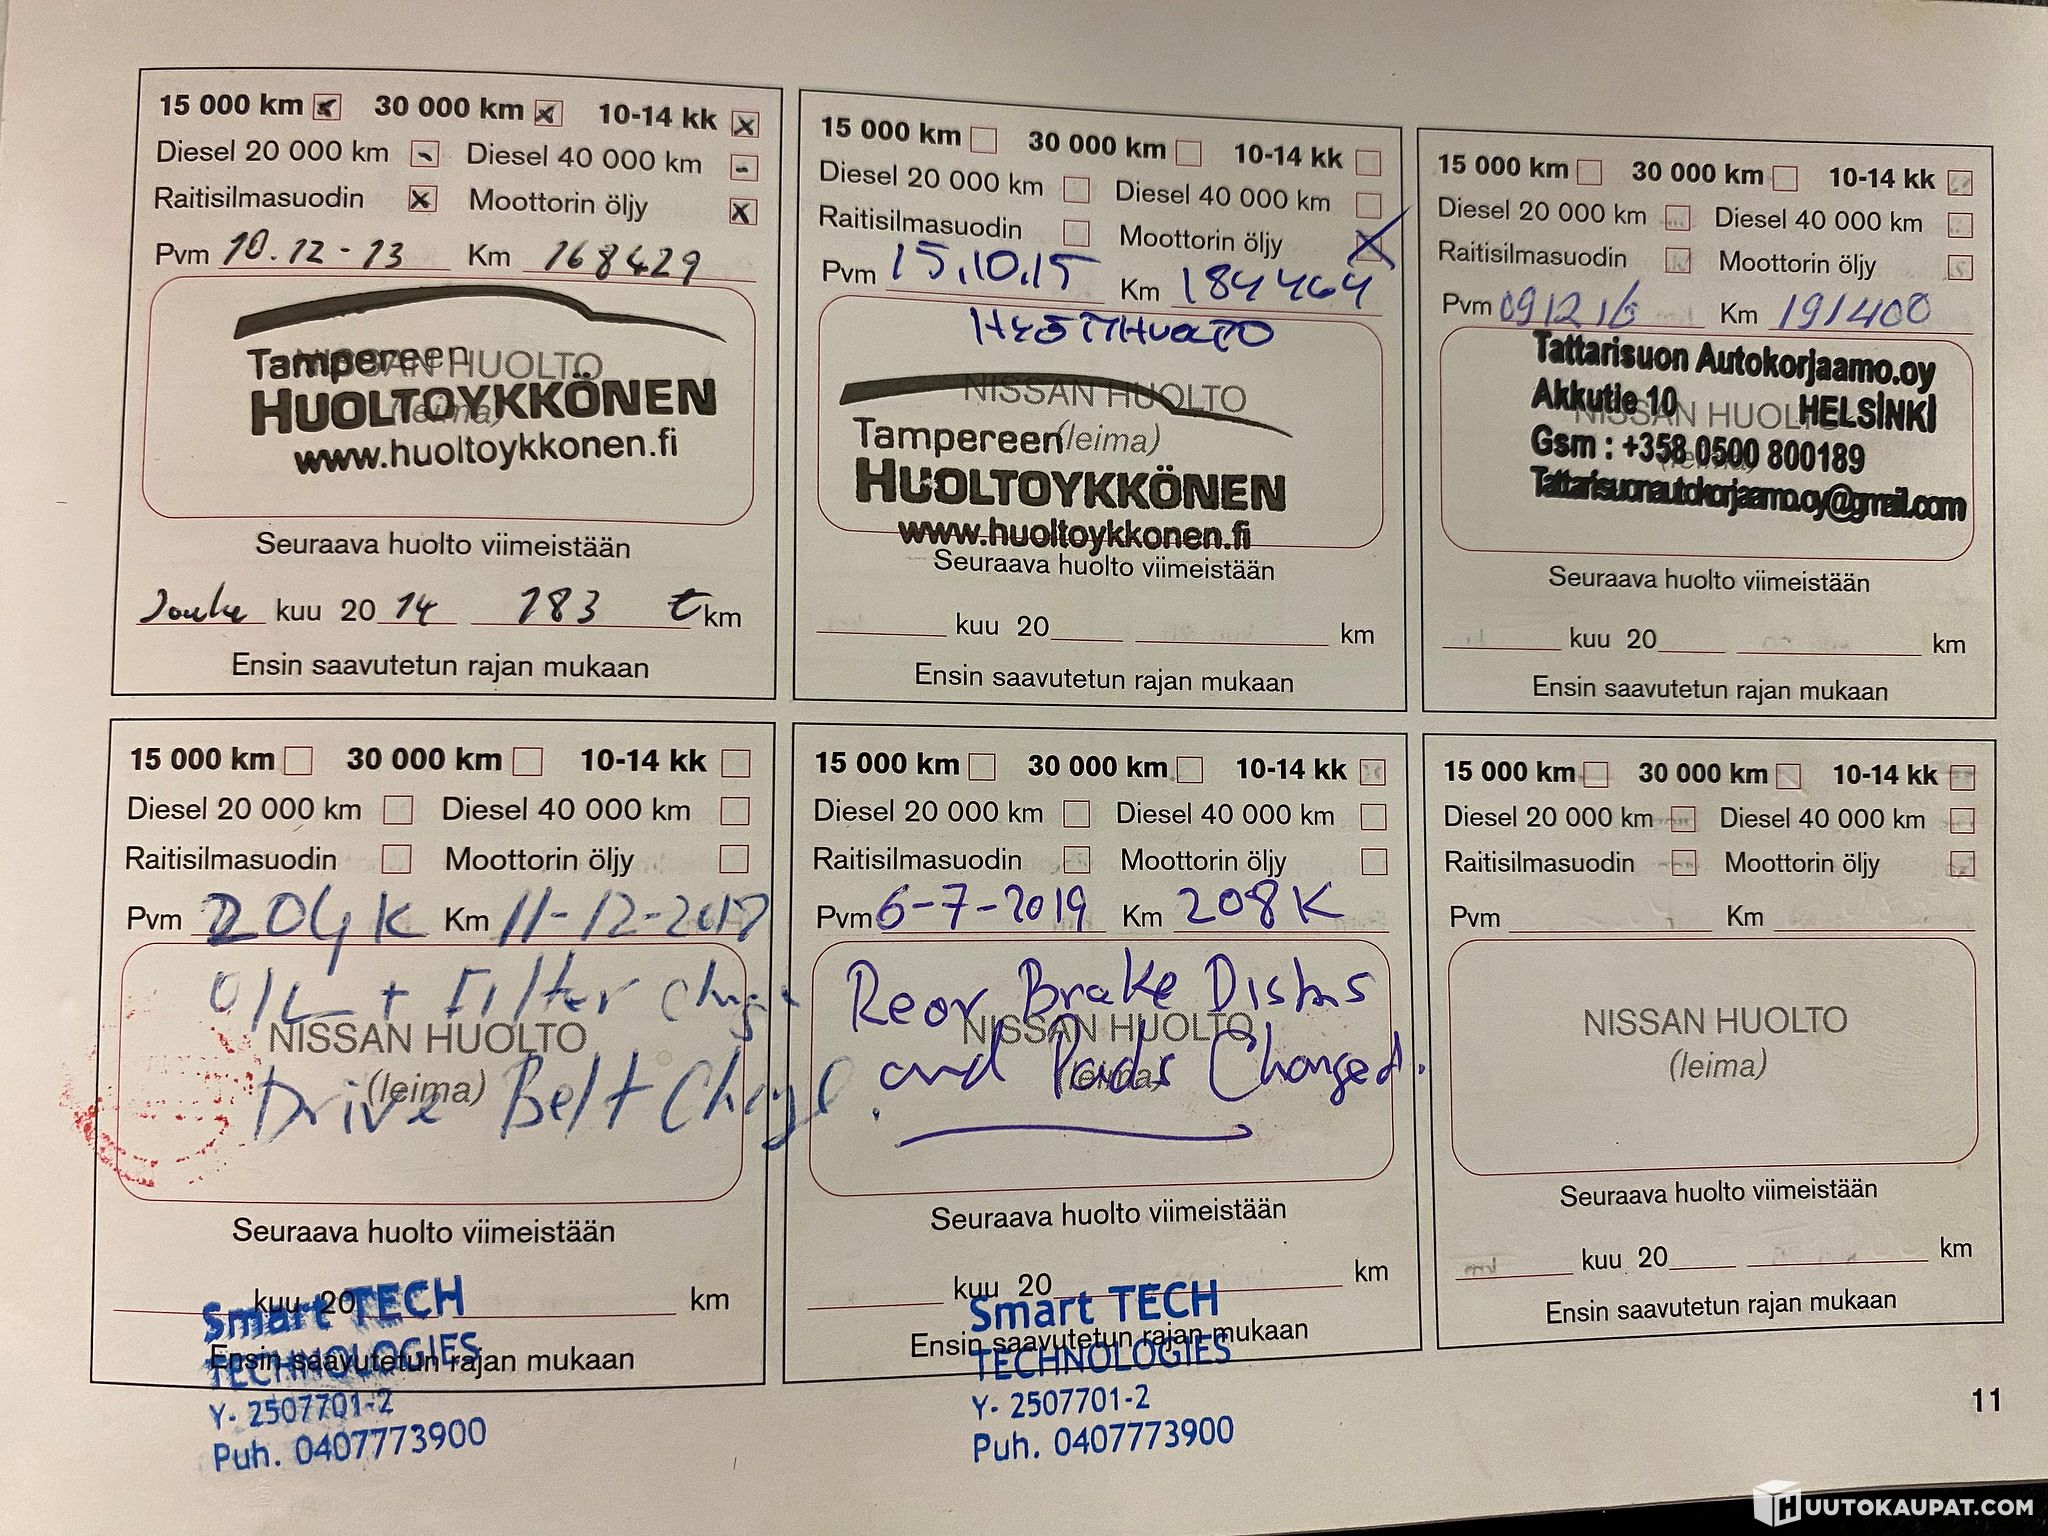 15 000 km 30 000 km 10-14 kk
Diesel 20 000 km Diesel 40 000 km
Raitisilmasuodin Moottorin öljy
Pvm 10.12-13 Km 168429
NISSAN HUOLTO
(leima)
Tampereen
HUOLTOYKKÖNEN
www.huoltoykkonen.fi
Seuraava huolto viimeistään
Joulu kuu 20 14 183 t km
Ensin saavutetun rajan mukaan
15 000 km 30 000 km 10-14 kk
Diesel 20 000 km Diesel 40 000 km
Raitisilmasuodin Moottorin öljy
Pvm 15.10.15 Km 184464
NISSAN HUOLTO
(leima)
Tampereen
HUOLTOYKKÖNEN
www.huoltoykkonen.fi
Seuraava huolto viimeistään
kuu 20 km
Ensin saavutetun rajan mukaan
15 000 km 30 000 km 10-14 kk
Diesel 20 000 km Diesel 40 000 km
Raitisilmasuodin Moottorin öljy
Pvm 091216 Km 191400
NISSAN HUOLTO
(leima)
Tattarisuon Autokorjaamo.oy
Akkutie 10 HELSİNKİ
Gsm : +358 0500 800189
Tattarisuonautokorjaamo.oy@gmail.com
Seuraava huolto viimeistään
kuu 20 km
Ensin saavutetun rajan mukaan
15 000 km 30 000 km 10-14 kk
Diesel 20 000 km Diesel 40 000 km
Raitisilmasuodin Moottorin öljy
Pvm 204K Km 11-12-2017
OIL + Filter
NISSAN HUOLTO
(leima)
Drive Belt
Seuraava huolto viimeistään
kuu 20 km
Ensin saavutetun rajan mukaan
Smart TECH
TECHNOLOGIES
Y- 2507701-2
Puh. 0407773900
15 000 km 30 000 km 10-14 kk
Diesel 20 000 km Diesel 40 000 km
Raitisilmasuodin Moottorin öljy
Pvm 6-7-2019 Km 208K
Rear Brake
NISSAN HUOLTO
(leima)
and Pads Changed.
Seuraava huolto viimeistään
kuu 20 km
Ensin saavutetun rajan mukaan
Smart TECH
TECHNOLOGIES
Y- 2507701-2
Puh. 0407773900
15 000 km 30 000 km 10-14 kk
Diesel 20 000 km Diesel 40 000 km
Raitisilmasuodin Moottorin öljy
Pvm Km
NISSAN HUOLTO
(leima)
Seuraava huolto viimeistään
kuu 20 km
Ensin saavutetun rajan mukaan
11
HUUTOKAUPAT.COM